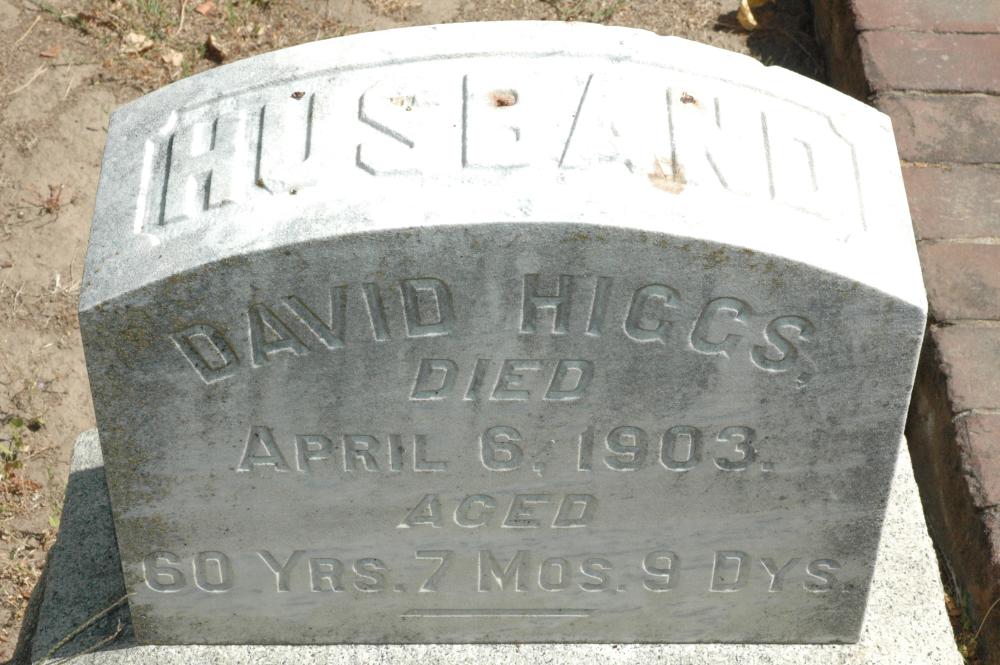 HUSBAND
DAVID HIGGS,
DIED
APRIL 6, 1903.
AGED
60 YRS. 7 MOS. 9 DYS.